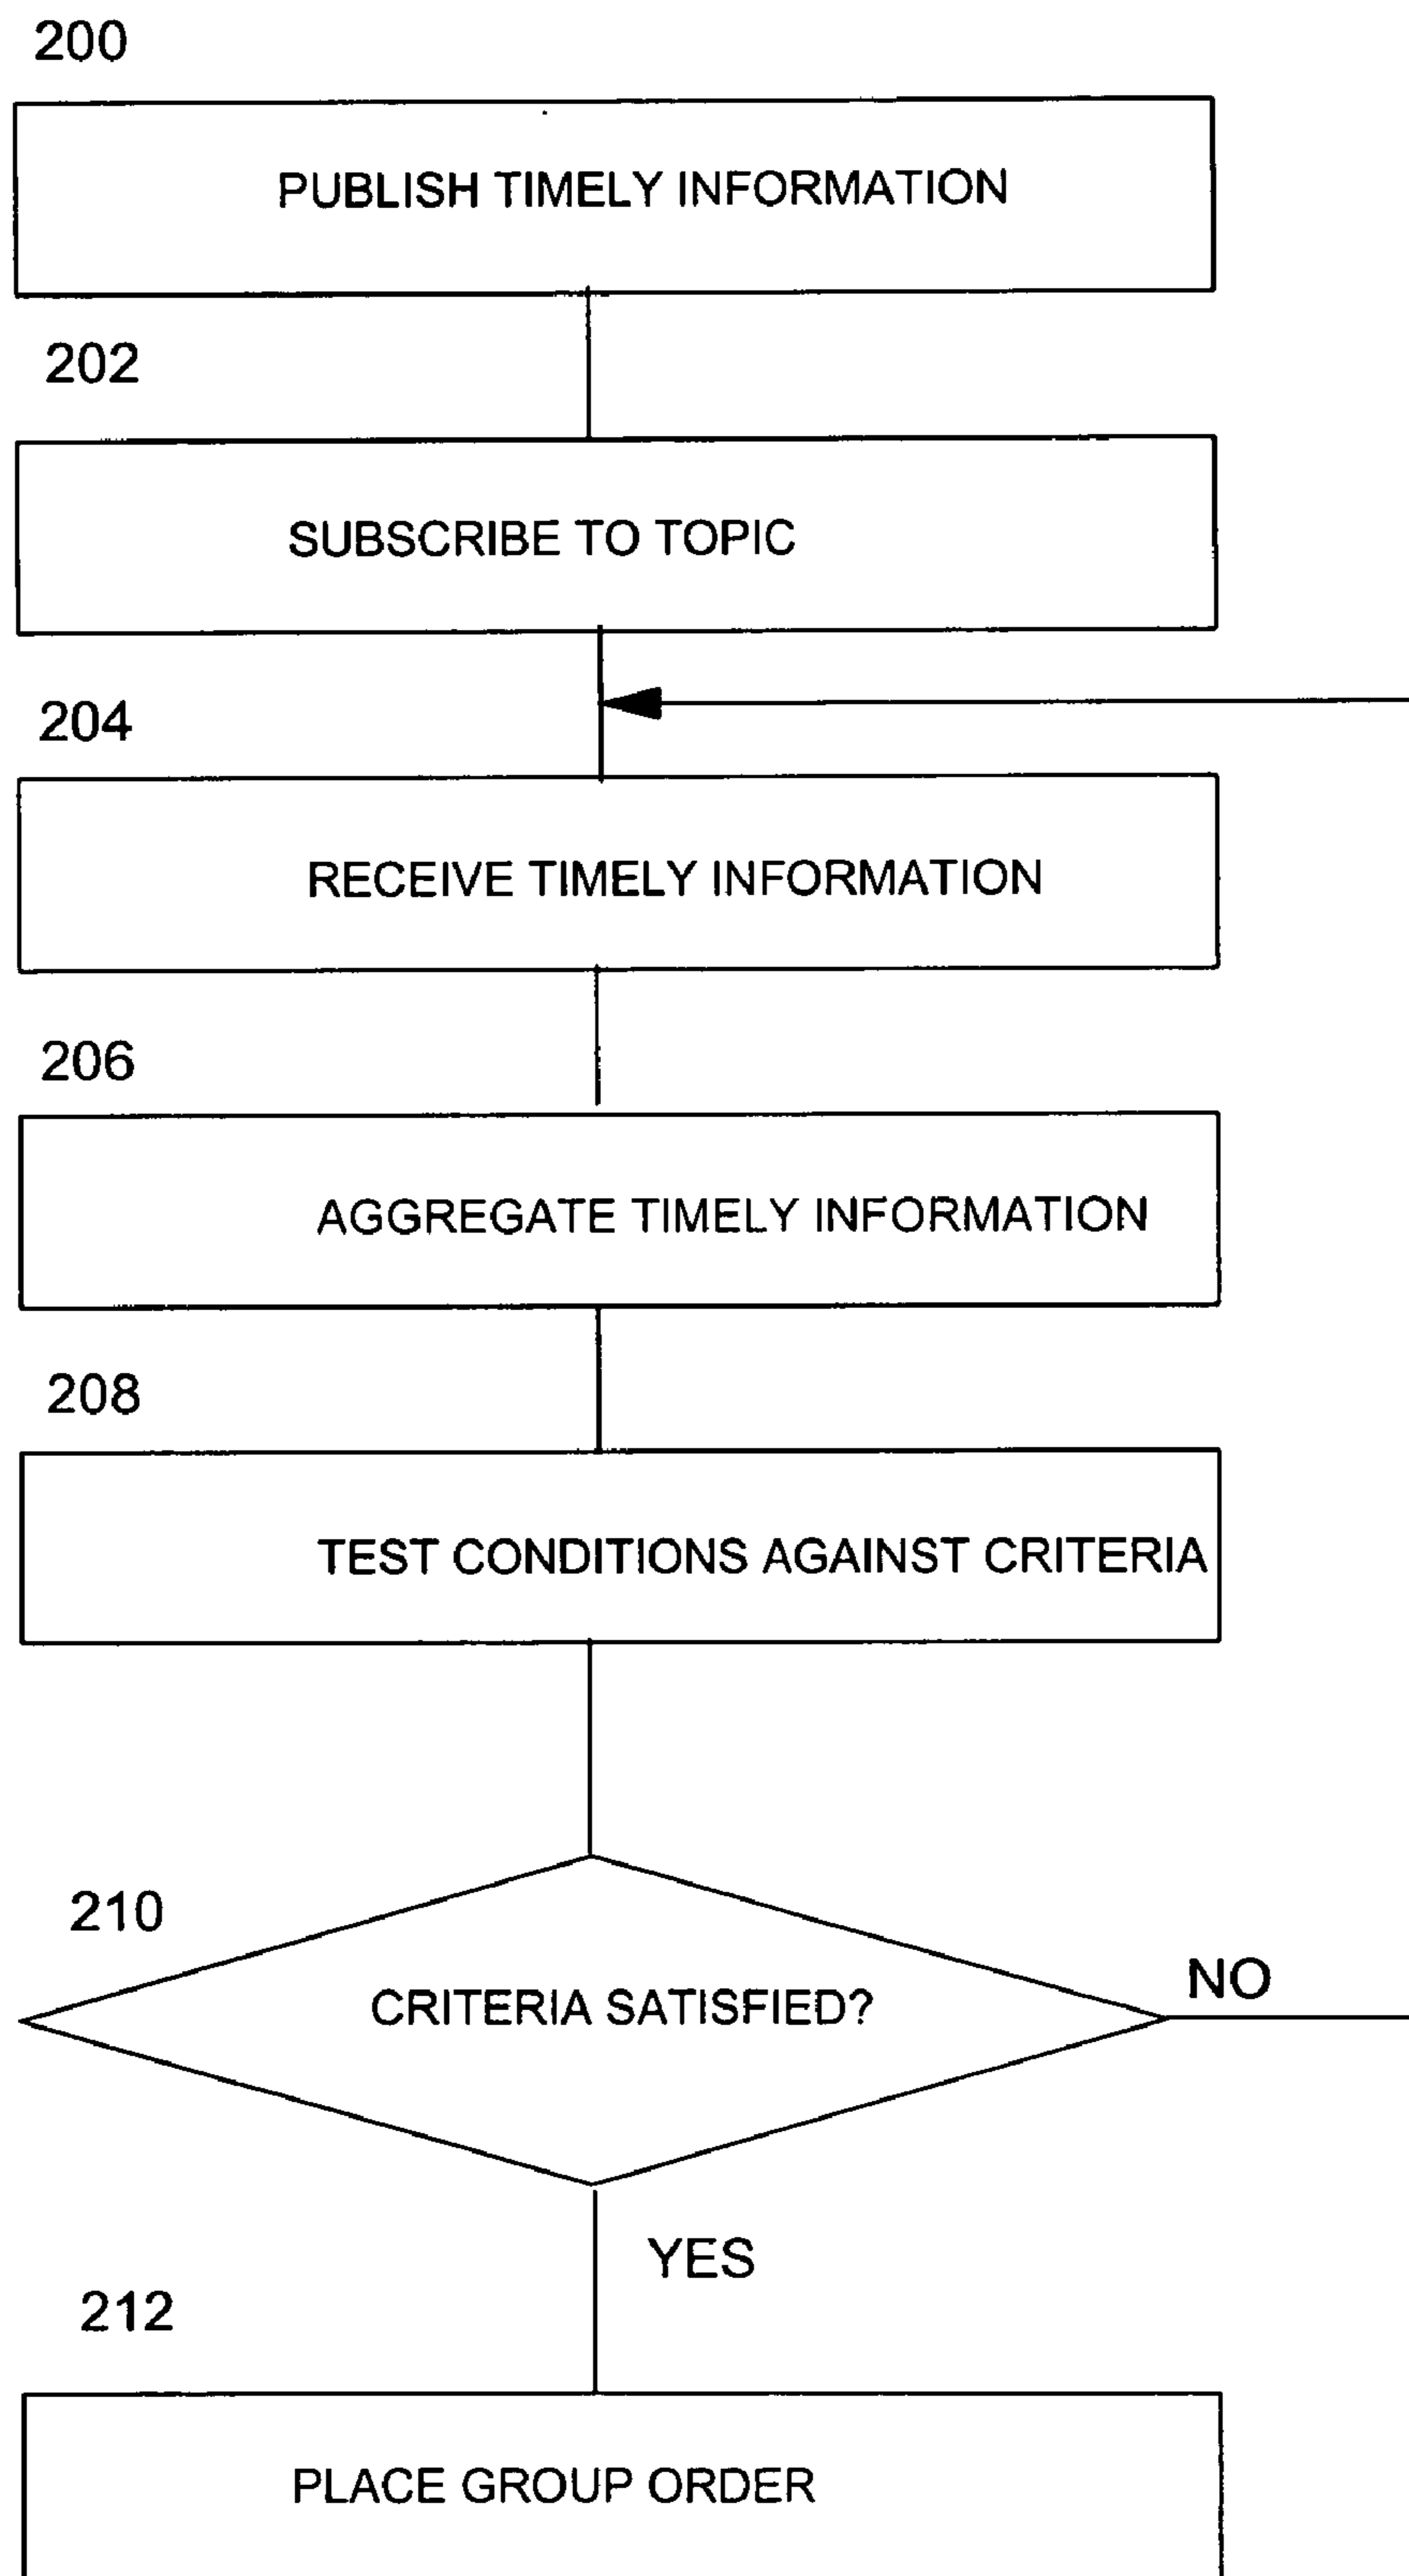 200
PUBLISH TIMELY INFORMATION
202
SUBSCRIBE TO TOPIC
204
RECEIVE TIMELY INFORMATION
206
AGGREGATE TIMELY INFORMATION
208
TEST CONDITIONS AGAINST CRITERIA
210
NO
CRITERIA SATISFIED?
YES
212
PLACE GROUP ORDER